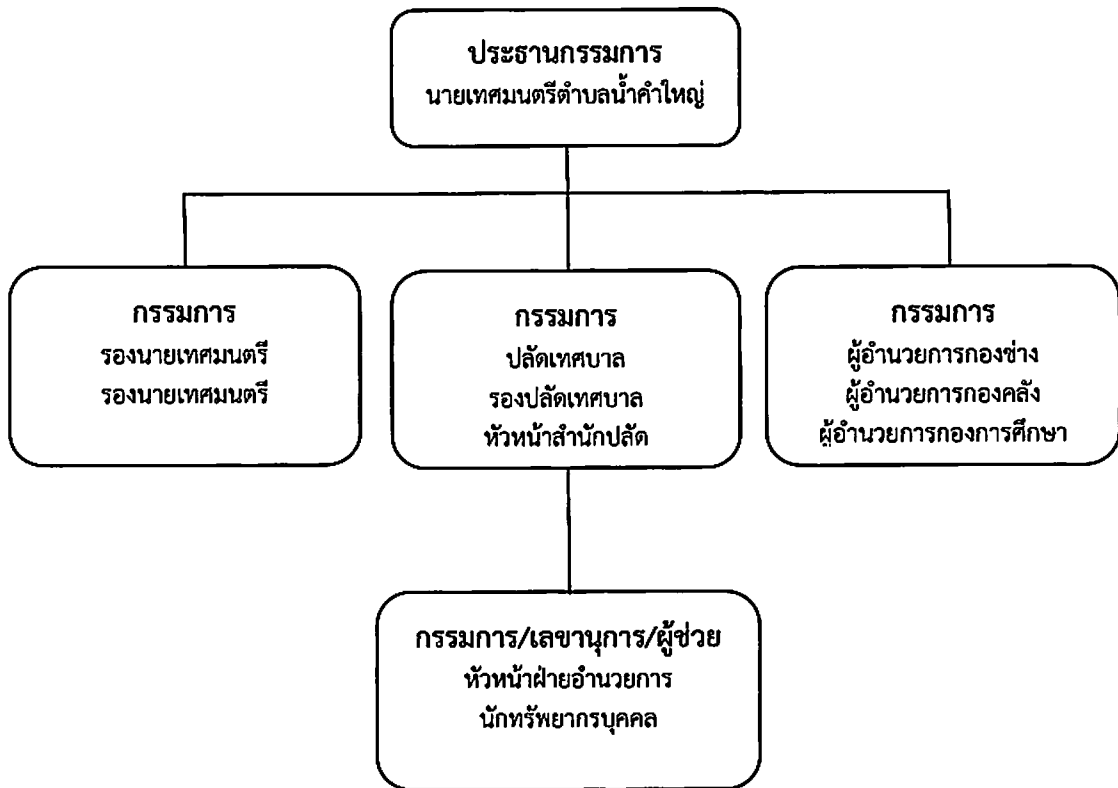 ประธานกรรมการ
นายเทศมนตรีตำบลน้ำคำใหญ่
กรรมการ
รองนายเทศมนตรี
รองนายเทศมนตรี
กรรมการ
ปลัดเทศบาล
รองปลัดเทศบาล
หัวหน้าสำนักปลัด
กรรมการ
ผู้อำนวยการกองช่าง
ผู้อำนวยการกองคลัง
ผู้อำนวยการกองการศึกษา
กรรมการ/เลขานุการ/ผู้ช่วย
หัวหน้าฝ่ายอำนวยการ
นักทรัพยากรบุคคล